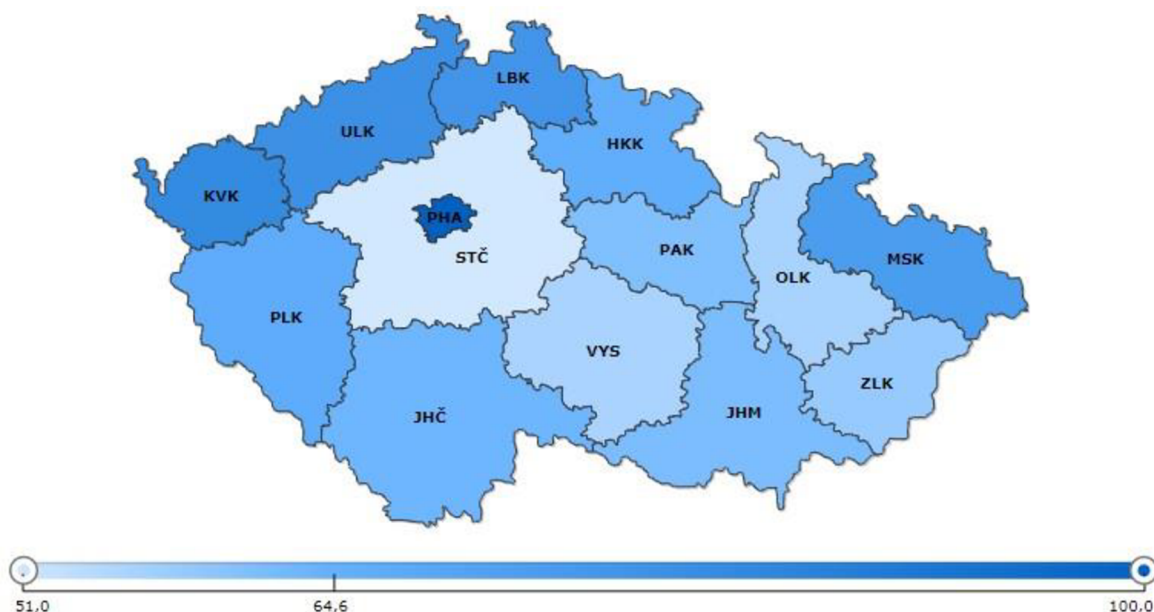 LBK
ULK
HKK
KVK
PHA
PAK
STČ
MSK
OLK
PLK
VYS
ZLK
JHČ
JHM
51,0
64,6
100,0